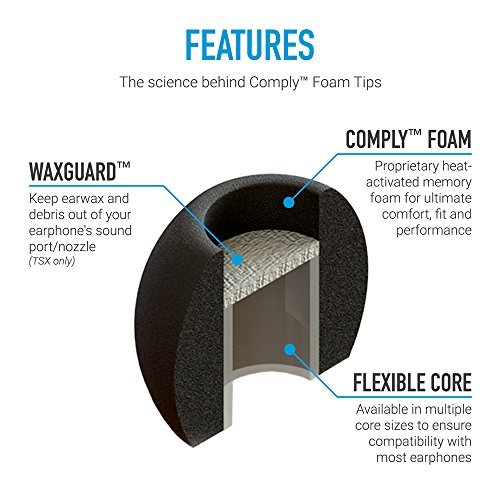 FEATURES
The science behind Comply™ Foam Tips
WAXGUARD™
Keep earwax and
debris out of your
earphone's sound
port/nozzle
(TSX only)
COMPLY™ FOAM
Proprietary heat-
activated memory
foam for ultimate
comfort, fit and
performance
FLEXIBLE CORE
Available in multiple
core sizes to ensure
compatibility with
most earphones